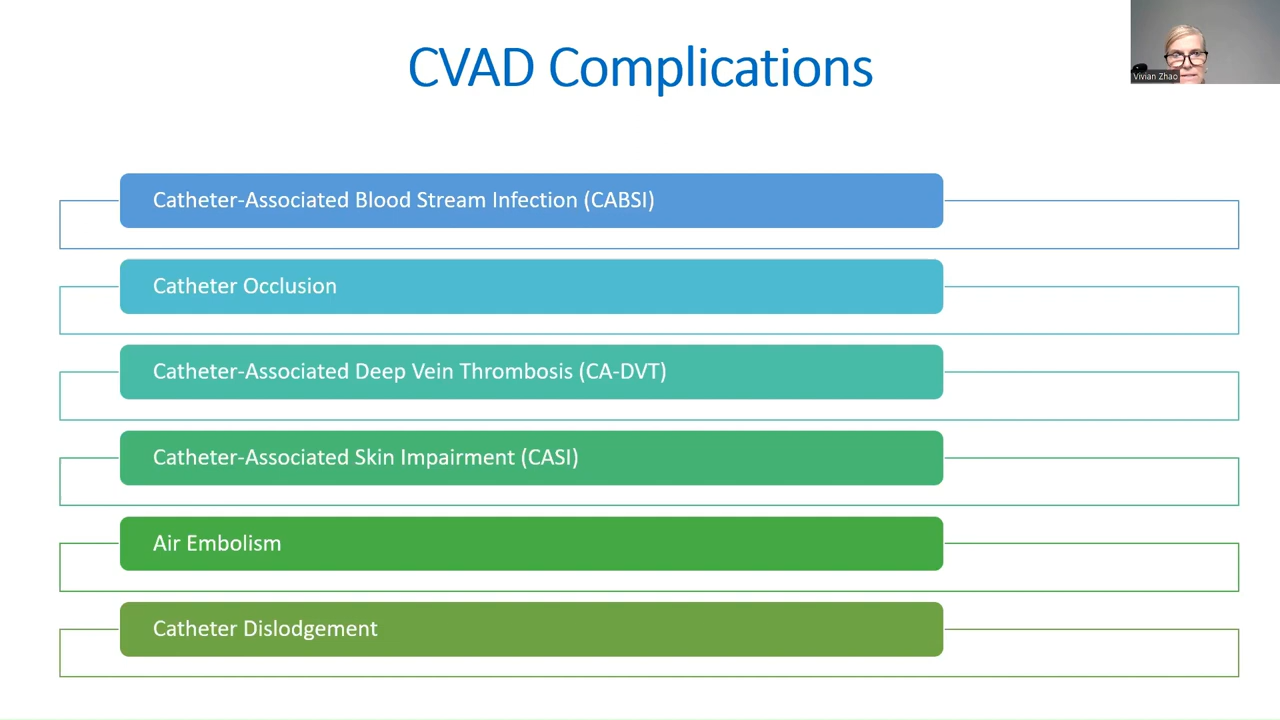 CVAD Complications
Vivian Zhao
Catheter-Associated Blood Stream Infection (CABSI)
Catheter Occlusion
Catheter-Associated Deep Vein Thrombosis (CA-DVT)
Catheter-Associated Skin Impairment (CASI)
Air Embolism
Catheter Dislodgement